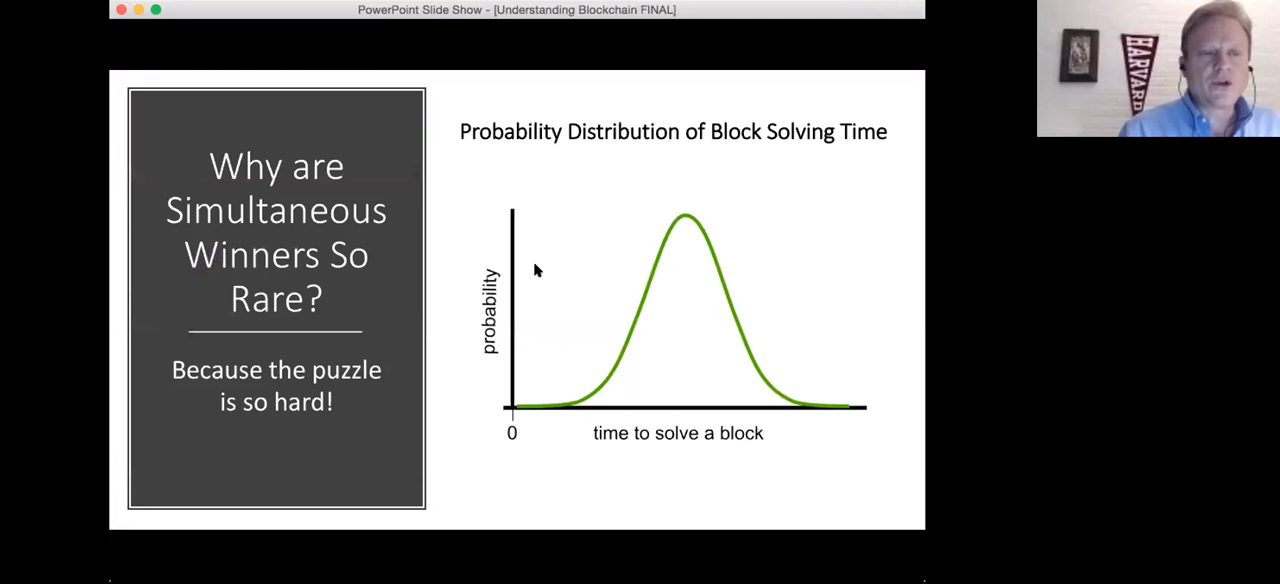 PowerPoint Slide Show - [Understanding Blockchain FINAL]
HARVARD
Why are
Simultaneous
Winners So
Rare?
Because the puzzle
is so hard!
Probability Distribution of Block Solving Time
probability
0
time to solve a block